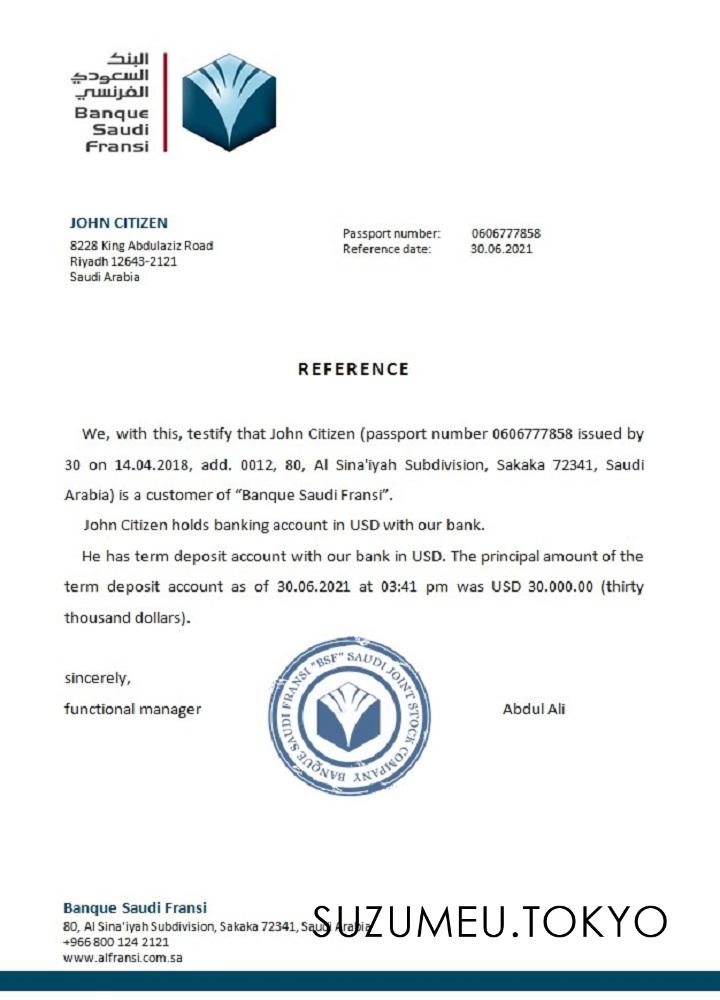 البنك
السعودي
الفرنسي
Banque
Saudi
Fransi
JOHN CITIZEN
8228 King Abdulaziz Road
Riyadh 12643-2121
Saudi Arabia
Passport number: 0606777858
Reference date: 30.06.2021
REFERENCE
We, with this, testify that John Citizen (passport number 0606777858 issued by
30 on 14.04.2018, add. 0012, 80, Al Sina'iyah Subdivision, Sakaka 72341, Saudi
Arabia) is a customer of “Banque Saudi Fransi”.
John Citizen holds banking account in USD with our bank.
He has term deposit account with our bank in USD. The principal amount of the
term deposit account as of 30.06.2021 at 03:41 pm was USD 30.000.00 (thirty
thousand dollars).
sincerely,
functional manager
BANQUE SAUDI FRANSI "BSF" SAUDI JOINT STOCK COMPANY
Abdul Ali
Banque Saudi Fransi
80, Al Sina'iyah Subdivision, Sakaka 72341, Saudi Arabia
SUZUMEU.TOKYO
+966 800 124 2121
www.alfransi.com.sa